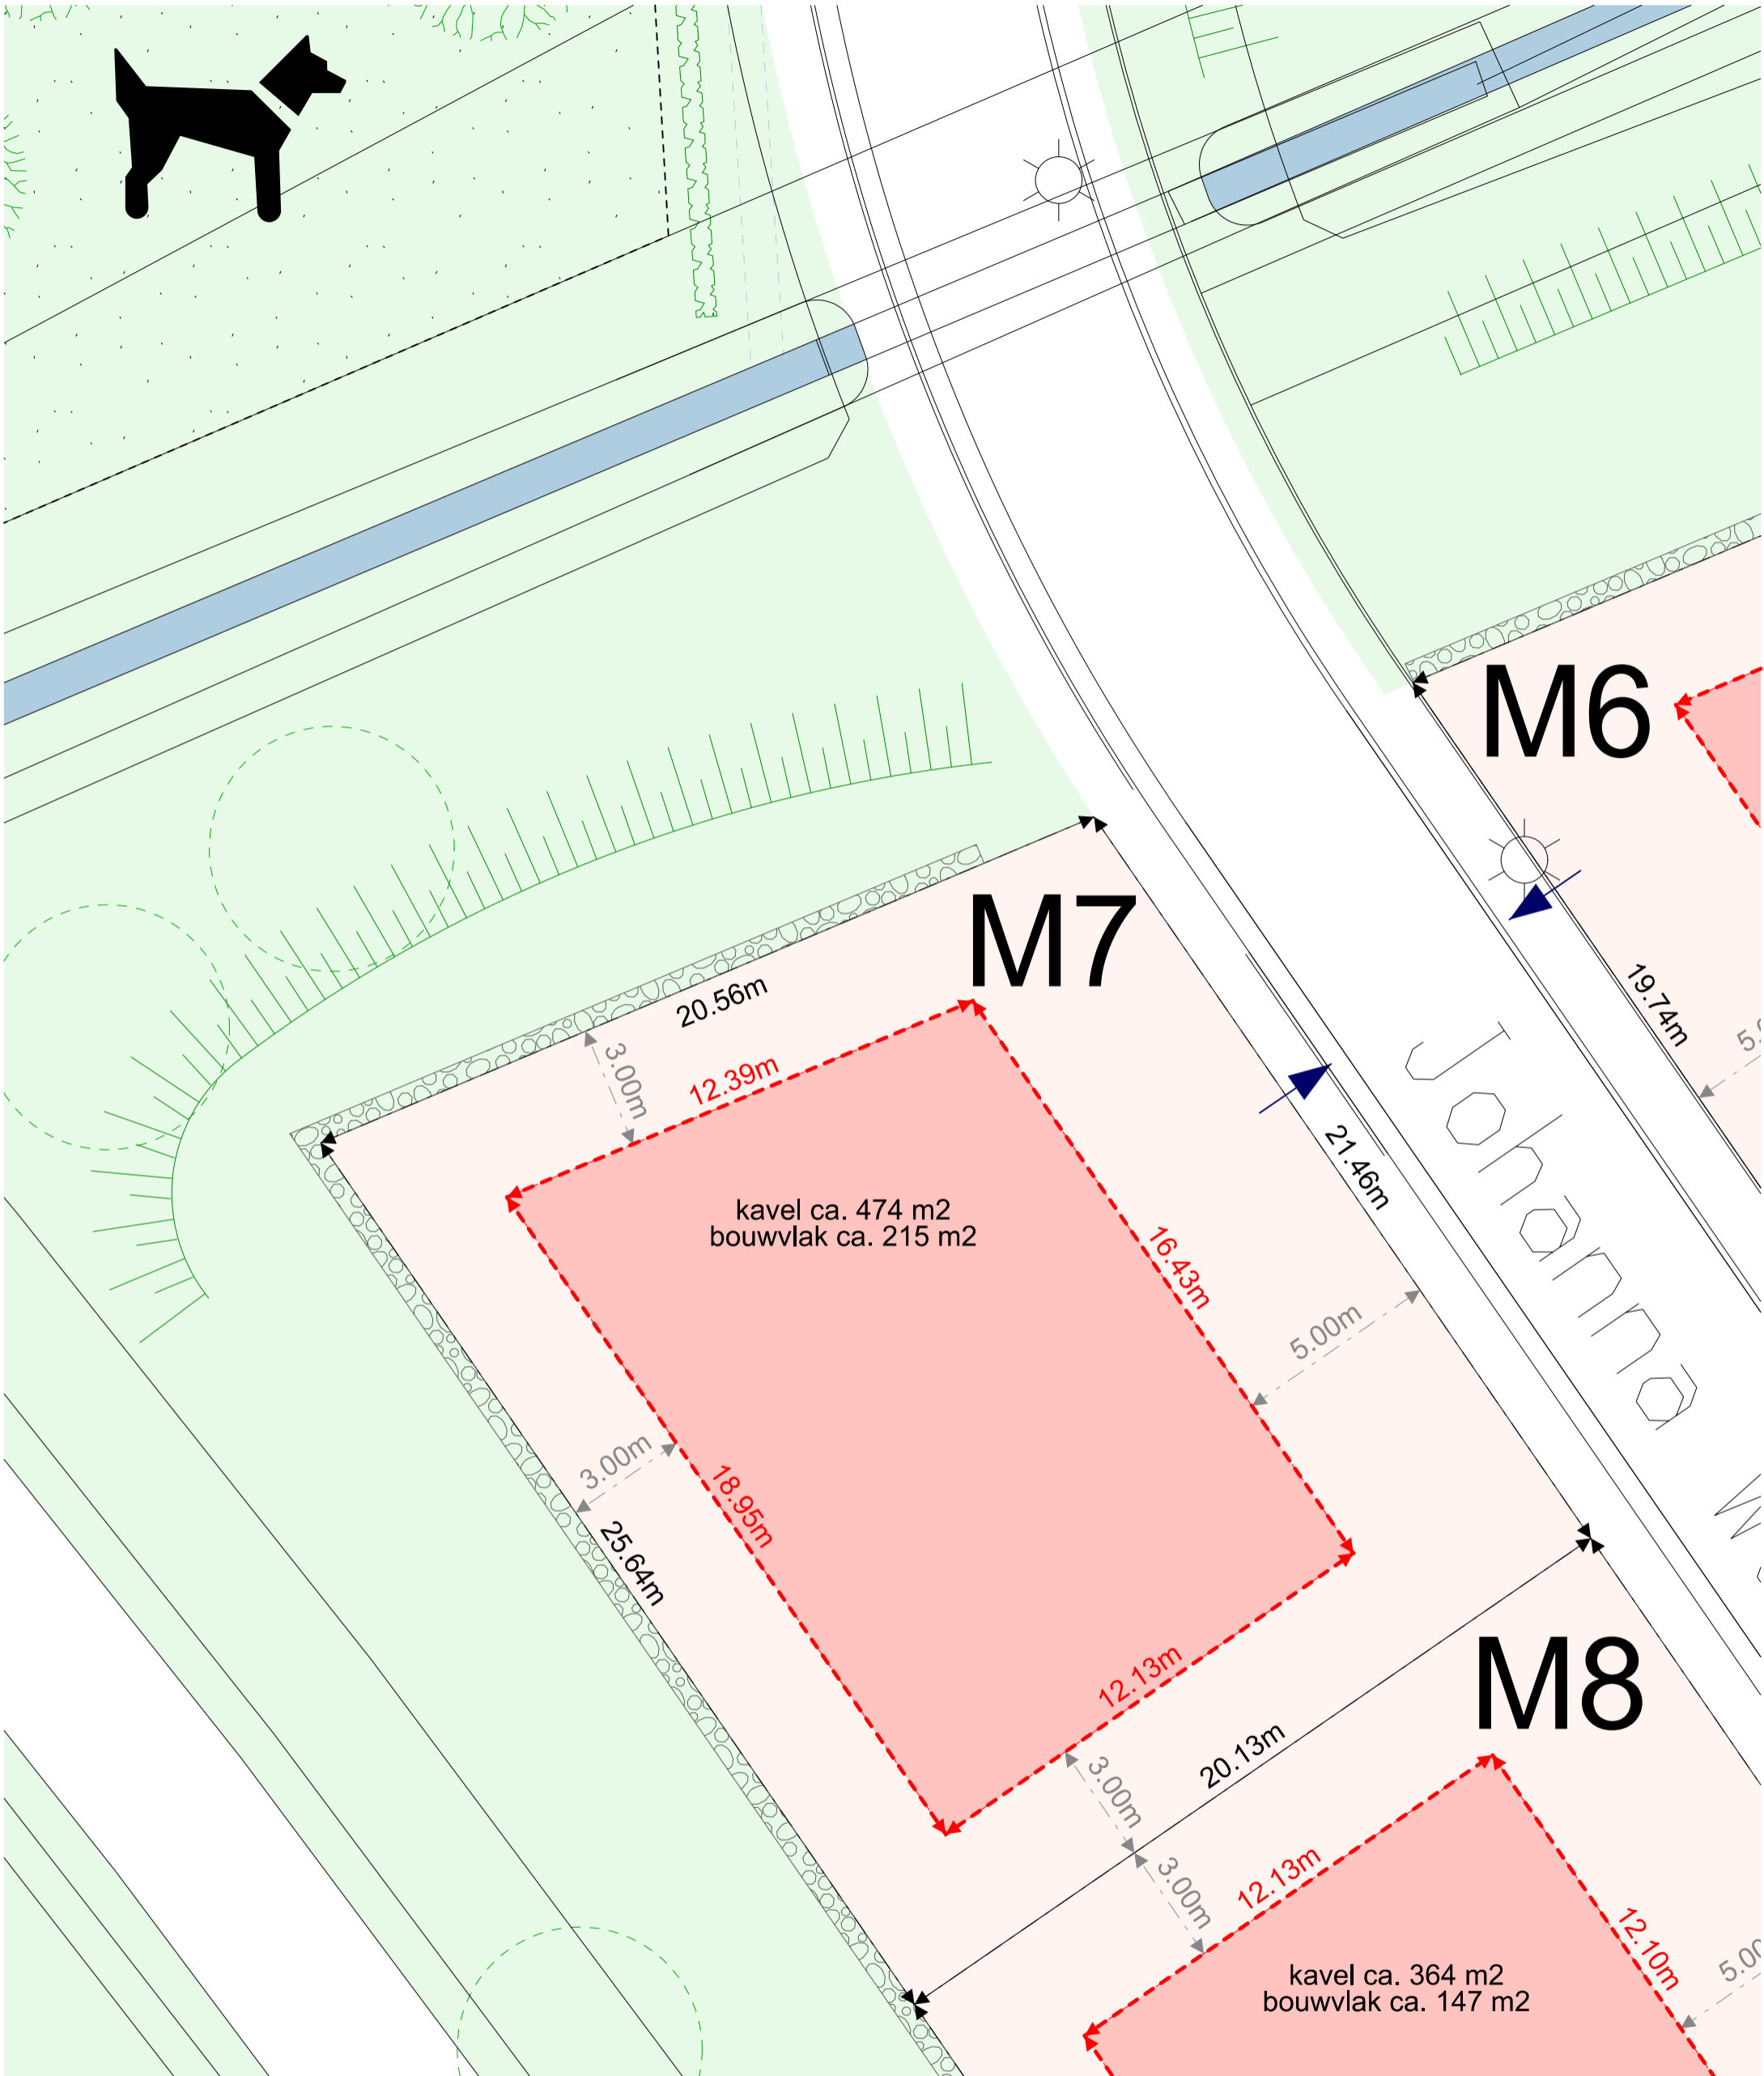 M6
M7
20.56m
19.74m
3.00m
12.39m
Johanna
21.46m
kavel ca. 474 m2
bouwvlak ca. 215 m2
16.43m
5.00m
3.00m
18.95m
25.64m
12.13m
M8
20.13m
3.00m
3.00m
12.13m
12.10m
kavel ca. 364 m2
bouwvlak ca. 147 m2